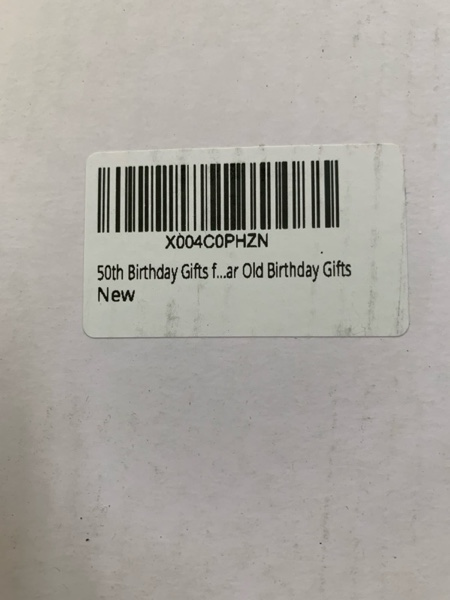 X004C0PHZN
50th Birthday Gifts f...ar Old Birthday Gifts
New